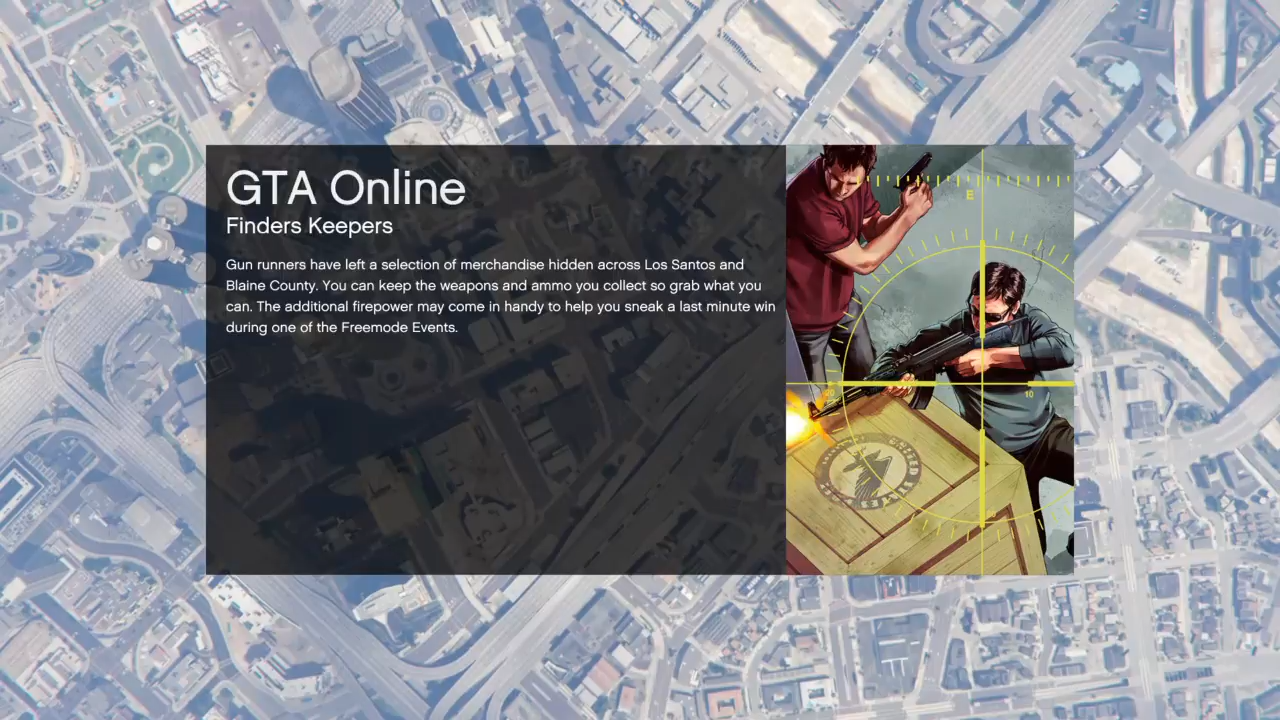 GTA Online
Finders Keepers
Gun runners have left a selection of merchandise hidden across Los Santos and
Blaine County. You can keep the weapons and ammo you collect so grab what you
can. The additional firepower may come in handy to help you sneak a last minute win
during one of the Freemode Events.
E
10